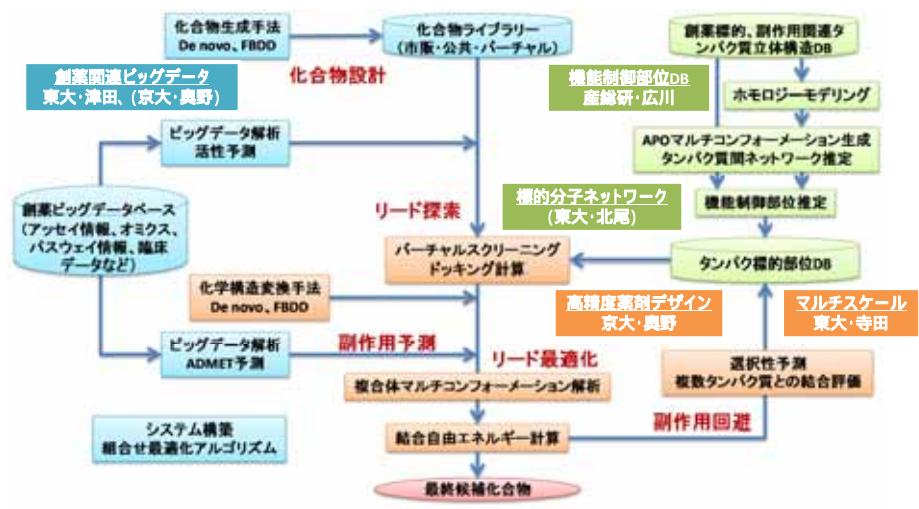 化合物生成手法
De novo、FBDD
化合物ライブラリー
（市販・公共・バーチャル）
創薬標的、副作用関連タ
ンパク質立体構造DB
化合物設計
創薬関連ビッグデータ
東大・津田、(京大・奥野)
機能制御部位DB
産総研・広川
ホモロジーモデリング
ビッグデータ解析
活性予測
APOマルチコンフォーメーション生成
タンパク質間ネットワーク推定
創薬ビッグデータベース
（アッセイ情報、オミクス、
パスウェイ情報、臨床
データなど）
リード探索
標的分子ネットワーク
(東大・北尾)
機能制御部位推定
バーチャルスクリーニング
ドッキング計算
タンパク標的部位DB
化学構造変換手法
De novo、FBDD
高精度薬剤デザイン
京大・奥野
マルチスケール
東大・寺田
ビッグデータ解析
ADMET予測
副作用予測
リード最適化
選択性予測
複数タンパク質との結合評価
複合体マルチコンフォーメーション解析
システム構築
組合せ最適化アルゴリズム
結合自由エネルギー計算
副作用回避
最終候補化合物